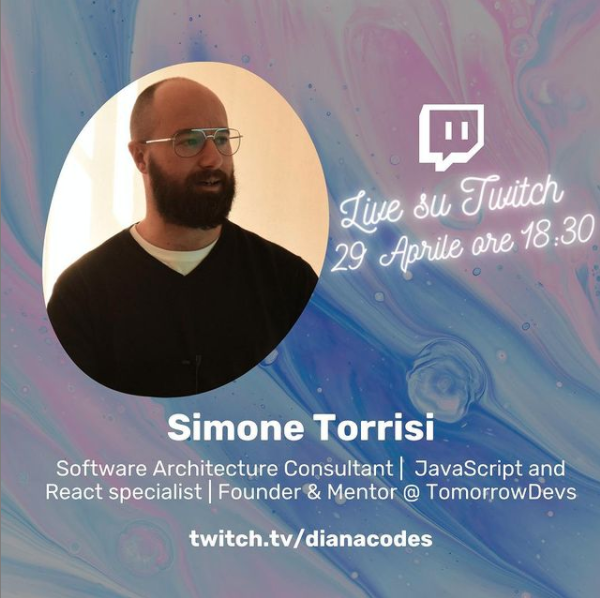 Live su Twitch
29 Aprile ore 18:30
Simone Torrisi
Software Architecture Consultant | JavaScript and
React specialist | Founder & Mentor @ TomorrowDevs
twitch.tv/dianacodes